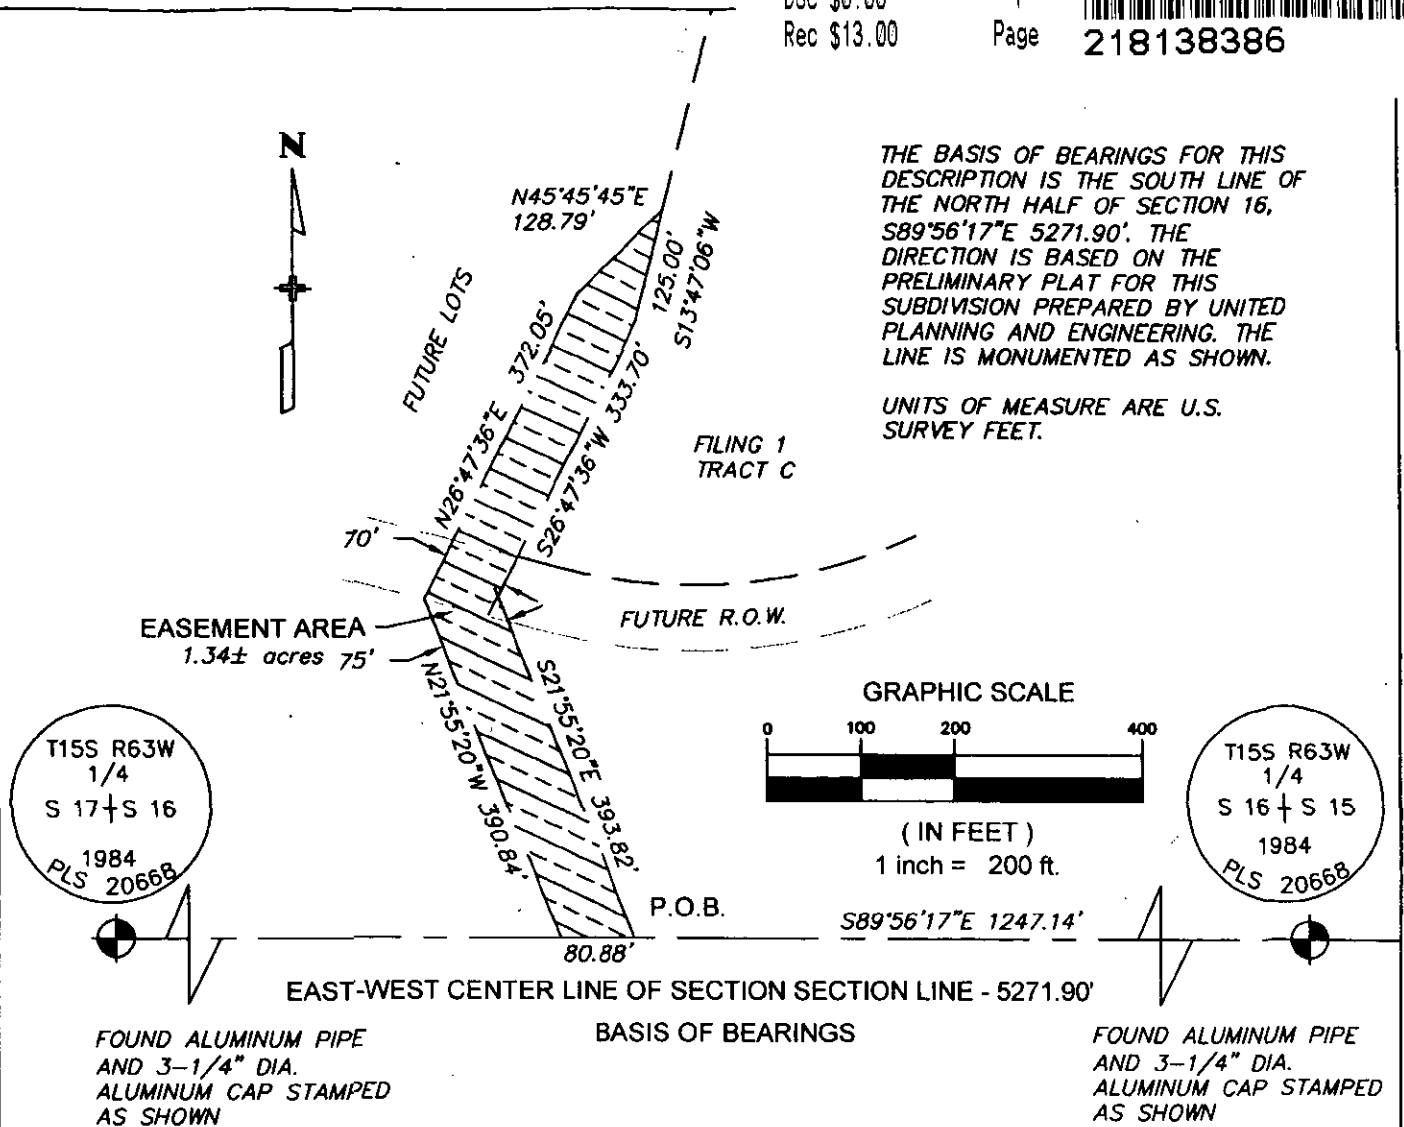 Doc $0.00
Rec $13.00
Page
218138386
N
N45°45'45"E
128.79'
125.00'
S13°47'06"W
THE BASIS OF BEARINGS FOR THIS
DESCRIPTION IS THE SOUTH LINE OF
THE NORTH HALF OF SECTION 16,
S89°56'17"E 5271.90'. THE
DIRECTION IS BASED ON THE
PRELIMINARY PLAT FOR THIS
SUBDIVISION PREPARED BY UNITED
PLANNING AND ENGINEERING. THE
LINE IS MONUMENTED AS SHOWN.
UNITS OF MEASURE ARE U.S.
SURVEY FEET.
FUTURE LOTS
N26°47'36"E 372.05'
S26°47'36"W 333.70'
FILING 1
TRACT C
70'
FUTURE R.O.W.
EASEMENT AREA
1.34± acres 75'
N21°55'20"W 390.84'
S21°55'20"E 393.82'
GRAPHIC SCALE
0 100 200 400
( IN FEET )
1 inch = 200 ft.
T15S R63W
1/4
S 17 S 16
1984
PLS 20668
T15S R63W
1/4
S 16 S 15
1984
PLS 20668
P.O.B.
S89°56'17"E 1247.14'
80.88'
EAST-WEST CENTER LINE OF SECTION SECTION LINE - 5271.90'
BASIS OF BEARINGS
FOUND ALUMINUM PIPE
AND 3-1/4" DIA.
ALUMINUM CAP STAMPED
AS SHOWN
FOUND ALUMINUM PIPE
AND 3-1/4" DIA.
ALUMINUM CAP STAMPED
AS SHOWN